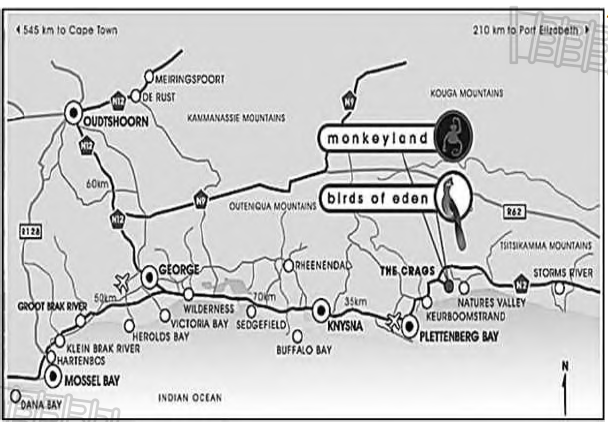 545 km to Cape Town
210 km to Port Elizabeth
MEIRINGSPOORT
DE RUST
N12
OUDTSHOORN
KAMMANASSIE MOUNTAINS
N9
KOUGA MOUNTAINS
monkeyland
N12
60km
birds of eden
N9
OUTENIQUA MOUNTAINS
R62
N12
R128
TSITSIKAMMA MOUNTAINS
RHEENENDAL
THE CRAGS
GEORGE
STORMS RIVER
N2
50km
70km
35km
NATURES VALLEY
GROOT BRAK RIVER
WILDERNESS
KEURBOOMSTRAND
VICTORIA BAY
SEDGEFIELD
KNYSNA
HEROLDS BAY
PLETTENBERG BAY
KLEIN BRAK RIVER
BUFFALO BAY
HARTENBOS
MOSSEL BAY
N
INDIAN OCEAN
DANA BAY